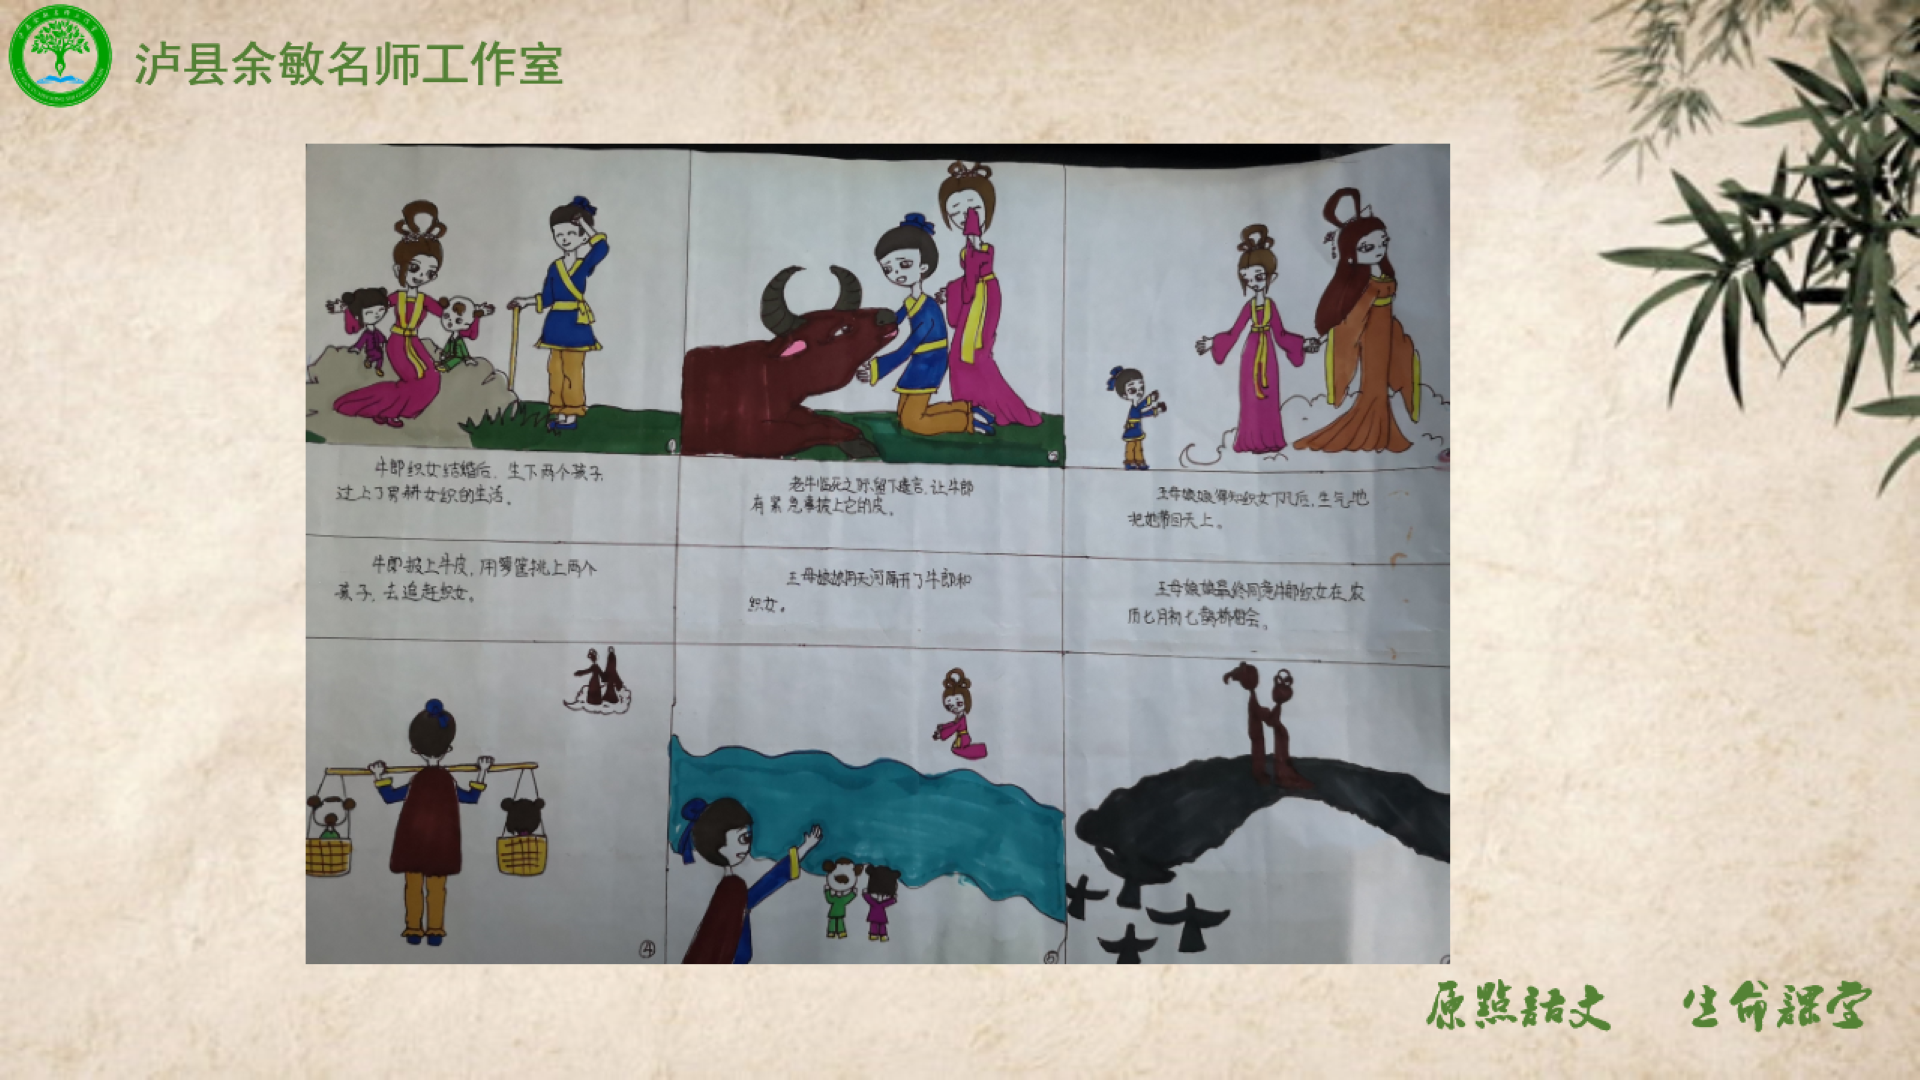 泸县余敏名师工作室
牛郎织女结婚后,生下两个孩子,
过上了男耕女织的生活。
老牛临死之际留下遗言,让牛郎
有紧急事披上它的皮。
王母娘娘得知织女下凡后,生气地
把她带回天上。
牛郎披上牛皮,用箩筐挑上两个
孩子,去追赶织女。
王母娘娘用天河隔开了牛郎和
织女。
王母娘娘最终同意牛郎织女在农
历七月初七鹊桥相会。
④
⑤
原點語文 生命課堂